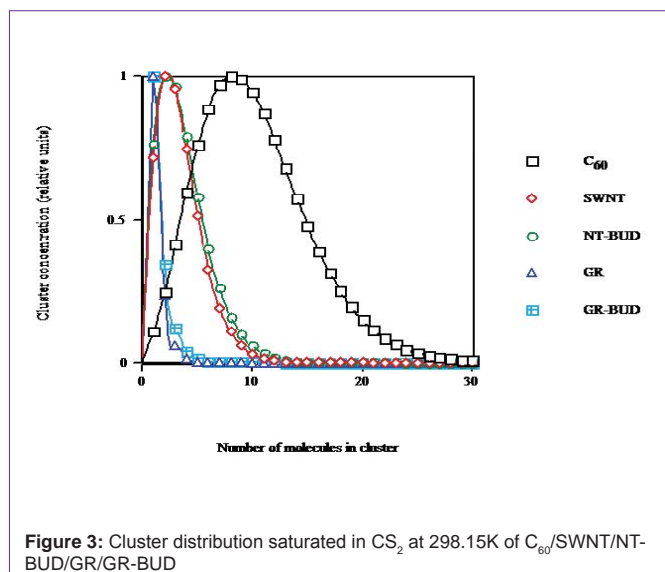 1
0.5
0
0
10
20
30
Cluster concenration (relative units)
Number of molecules in cluster
C₆₀
SWNT
NT-BUD
GR
GR-BUD
Figure 3: Cluster distribution saturated in CS₂ at 298.15K of C₆₀/SWNT/NT-
BUD/GR/GR-BUD